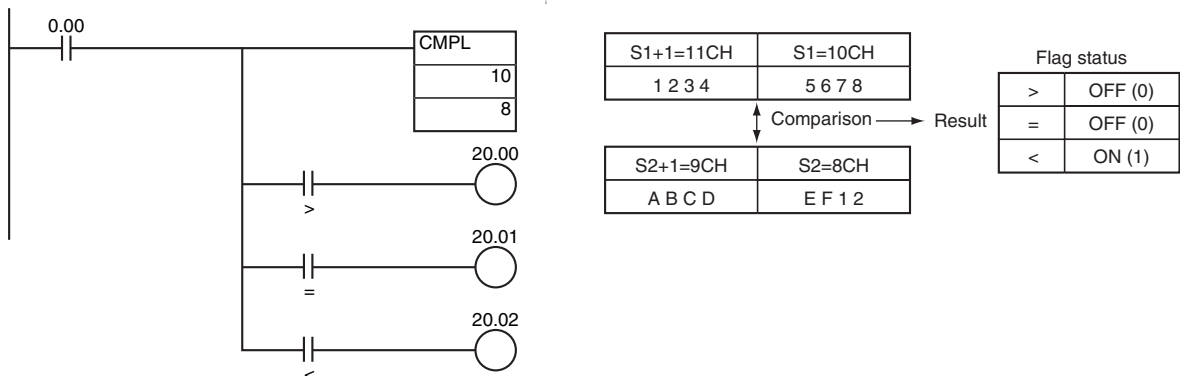 0.00
CMPL
10
8
20.00
>
20.01
=
20.02
<
S1+1=11CH S1=10CH
1 2 3 4 5 6 7 8
Comparison Result
S2+1=9CH S2=8CH
A B C D E F 1 2
Flag status
> OFF (0)
= OFF (0)
< ON (1)